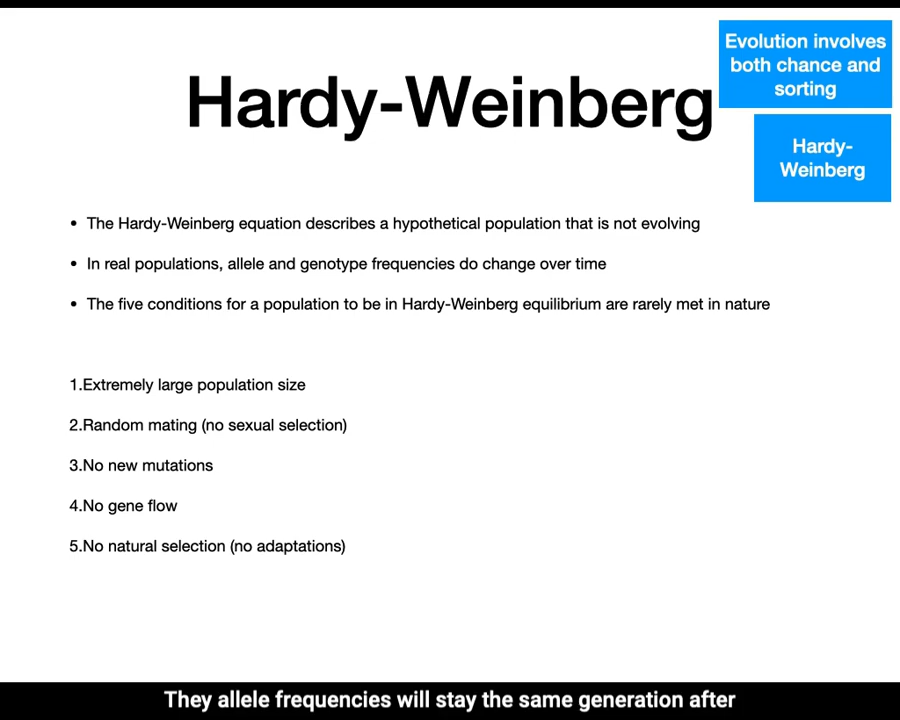 Evolution involves
both chance and
sorting
Hardy-Weinberg
Hardy-
Weinberg
• The Hardy-Weinberg equation describes a hypothetical population that is not evolving
• In real populations, allele and genotype frequencies do change over time
• The five conditions for a population to be in Hardy-Weinberg equilibrium are rarely met in nature
1.Extremely large population size
2.Random mating (no sexual selection)
3.No new mutations
4.No gene flow
5.No natural selection (no adaptations)
They allele frequencies will stay the same generation after